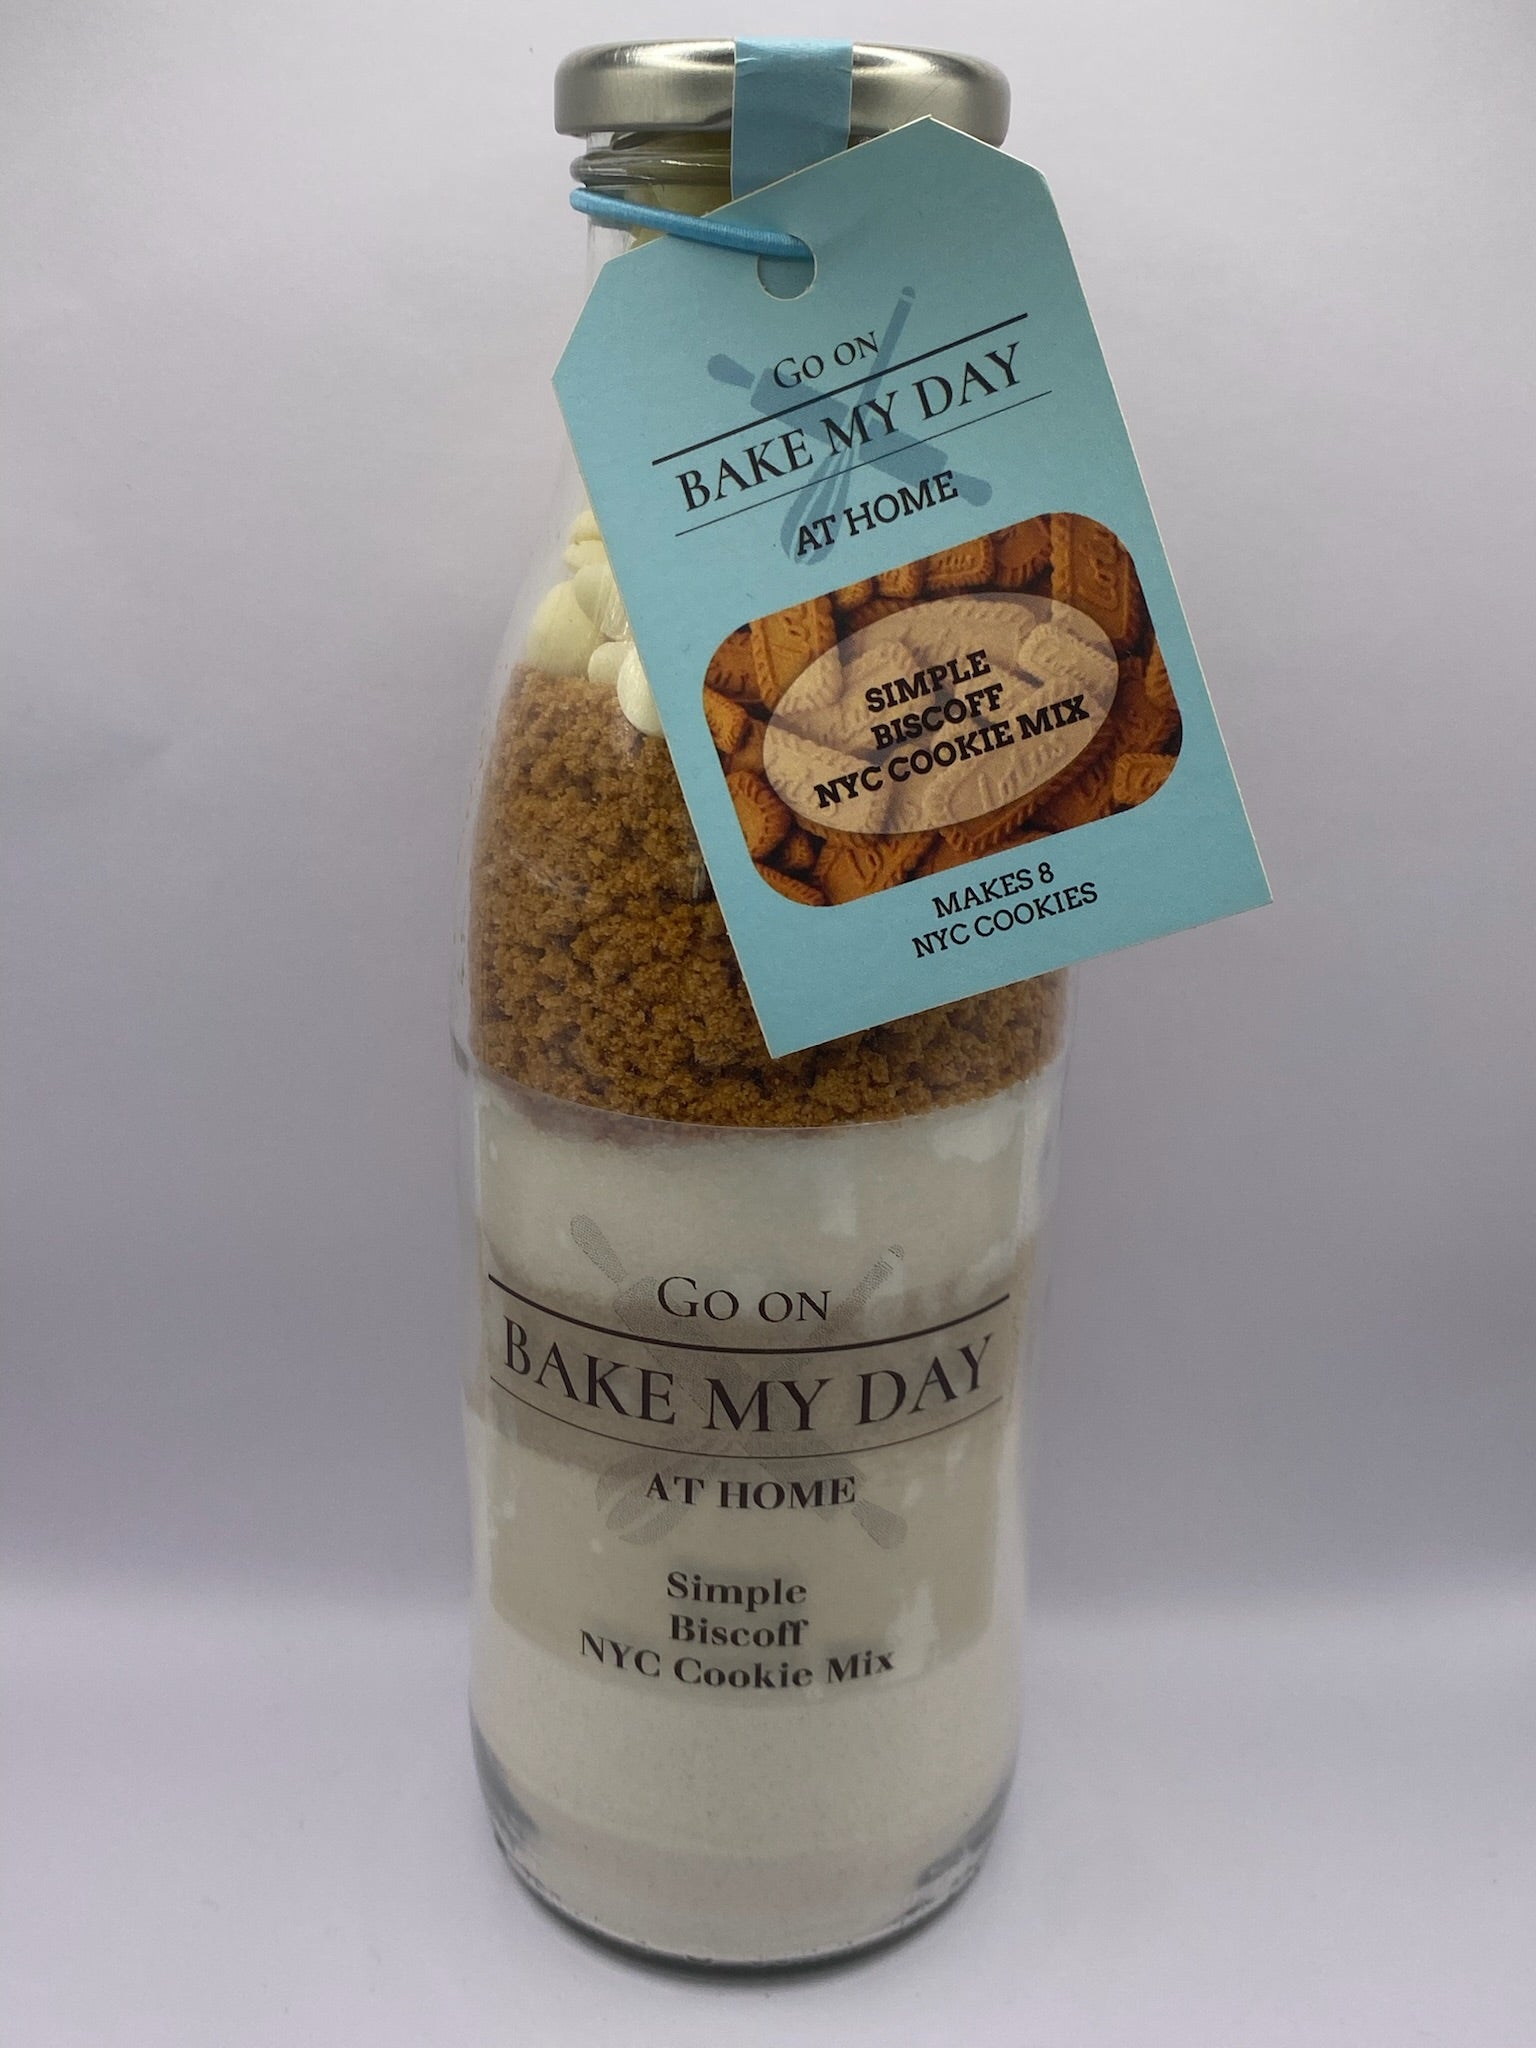 Go on
BAKE MY DAY
AT HOME
SIMPLE
BISCOFF
NYC COOKIE MIX
MAKES 8
NYC COOKIES
Go on
BAKE MY DAY
AT HOME
Simple
Biscoff
NYC Cookie Mix